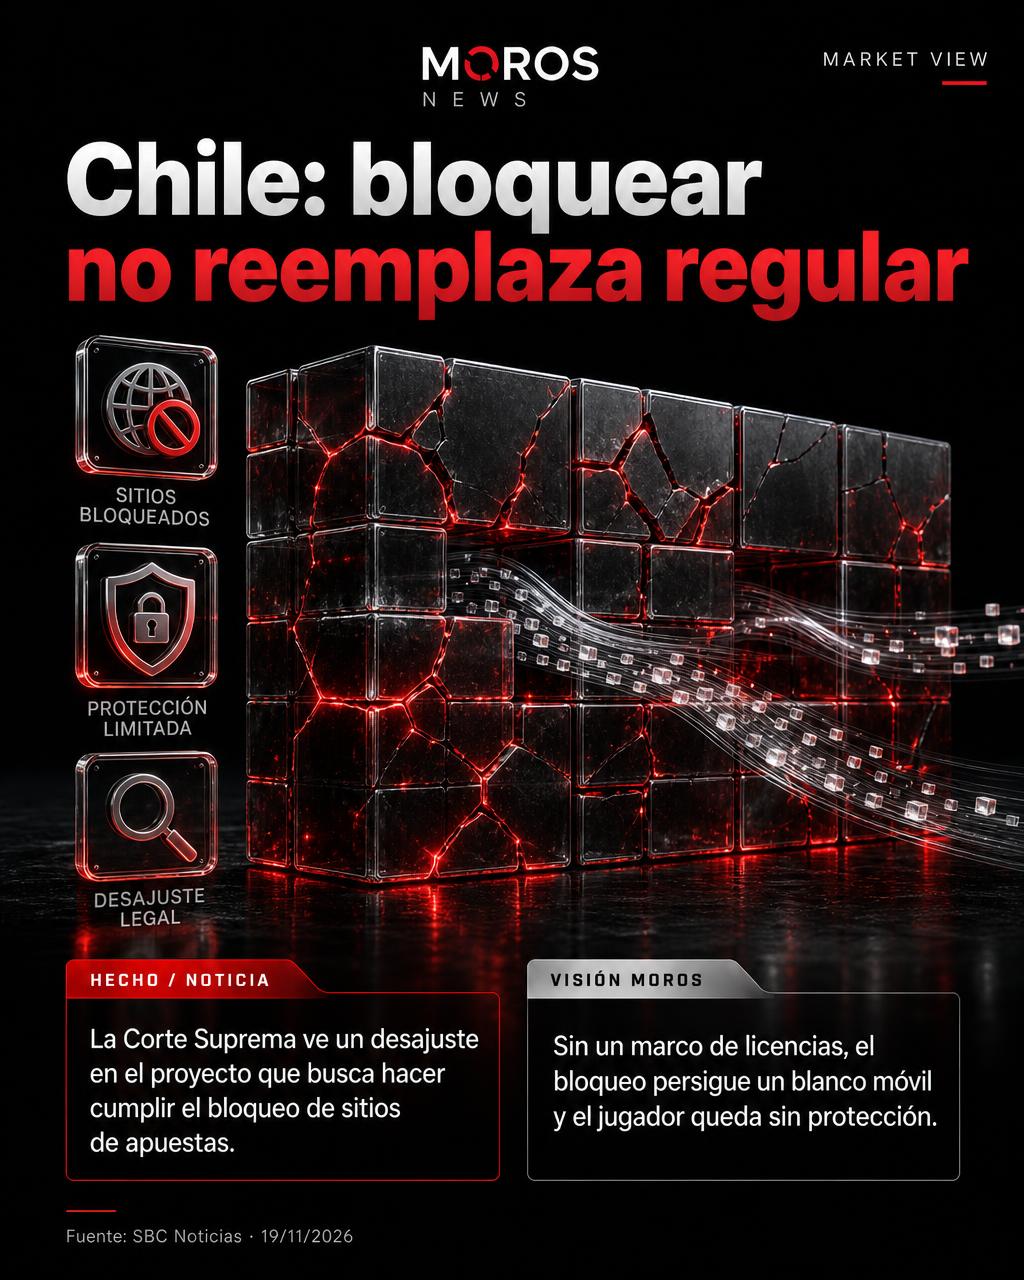 MOROS
NEWS
MARKET VIEW
Chile: bloquear
no reemplaza regular
SITIOS
BLOQUEADOS
PROTECCIÓN
LIMITADA
DESAJUSTE
LEGAL
HECHO / NOTICIA
La Corte Suprema ve un desajuste
en el proyecto que busca hacer
cumplir el bloqueo de sitios
de apuestas.
VISIÓN MOROS
Sin un marco de licencias, el
bloqueo persigue un blanco móvil
y el jugador queda sin protección.
Fuente: SBC Noticias · 19/11/2026